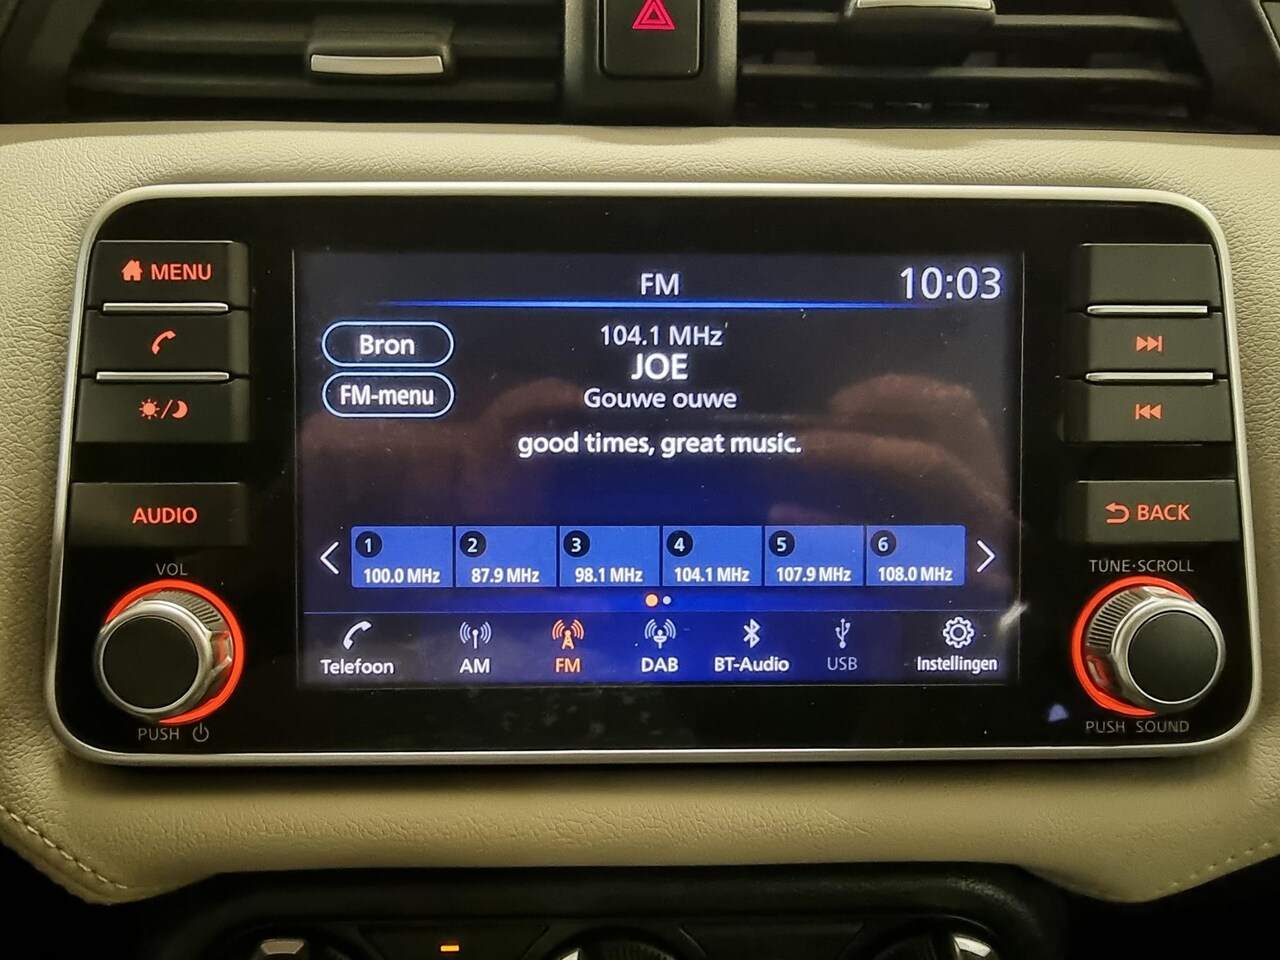 MENU
AUDIO
VOL
PUSH
FM
10:03
Bron
FM-menu
104.1 MHz
JOE
Gouwe ouwe
good times, great music.
1 100.0 MHz
2 87.9 MHz
3 98.1 MHz
4 104.1 MHz
5 107.9 MHz
6 108.0 MHz
Telefoon
AM
FM
DAB
BT-Audio
USB
Instellingen
BACK
TUNE·SCROLL
PUSH SOUND